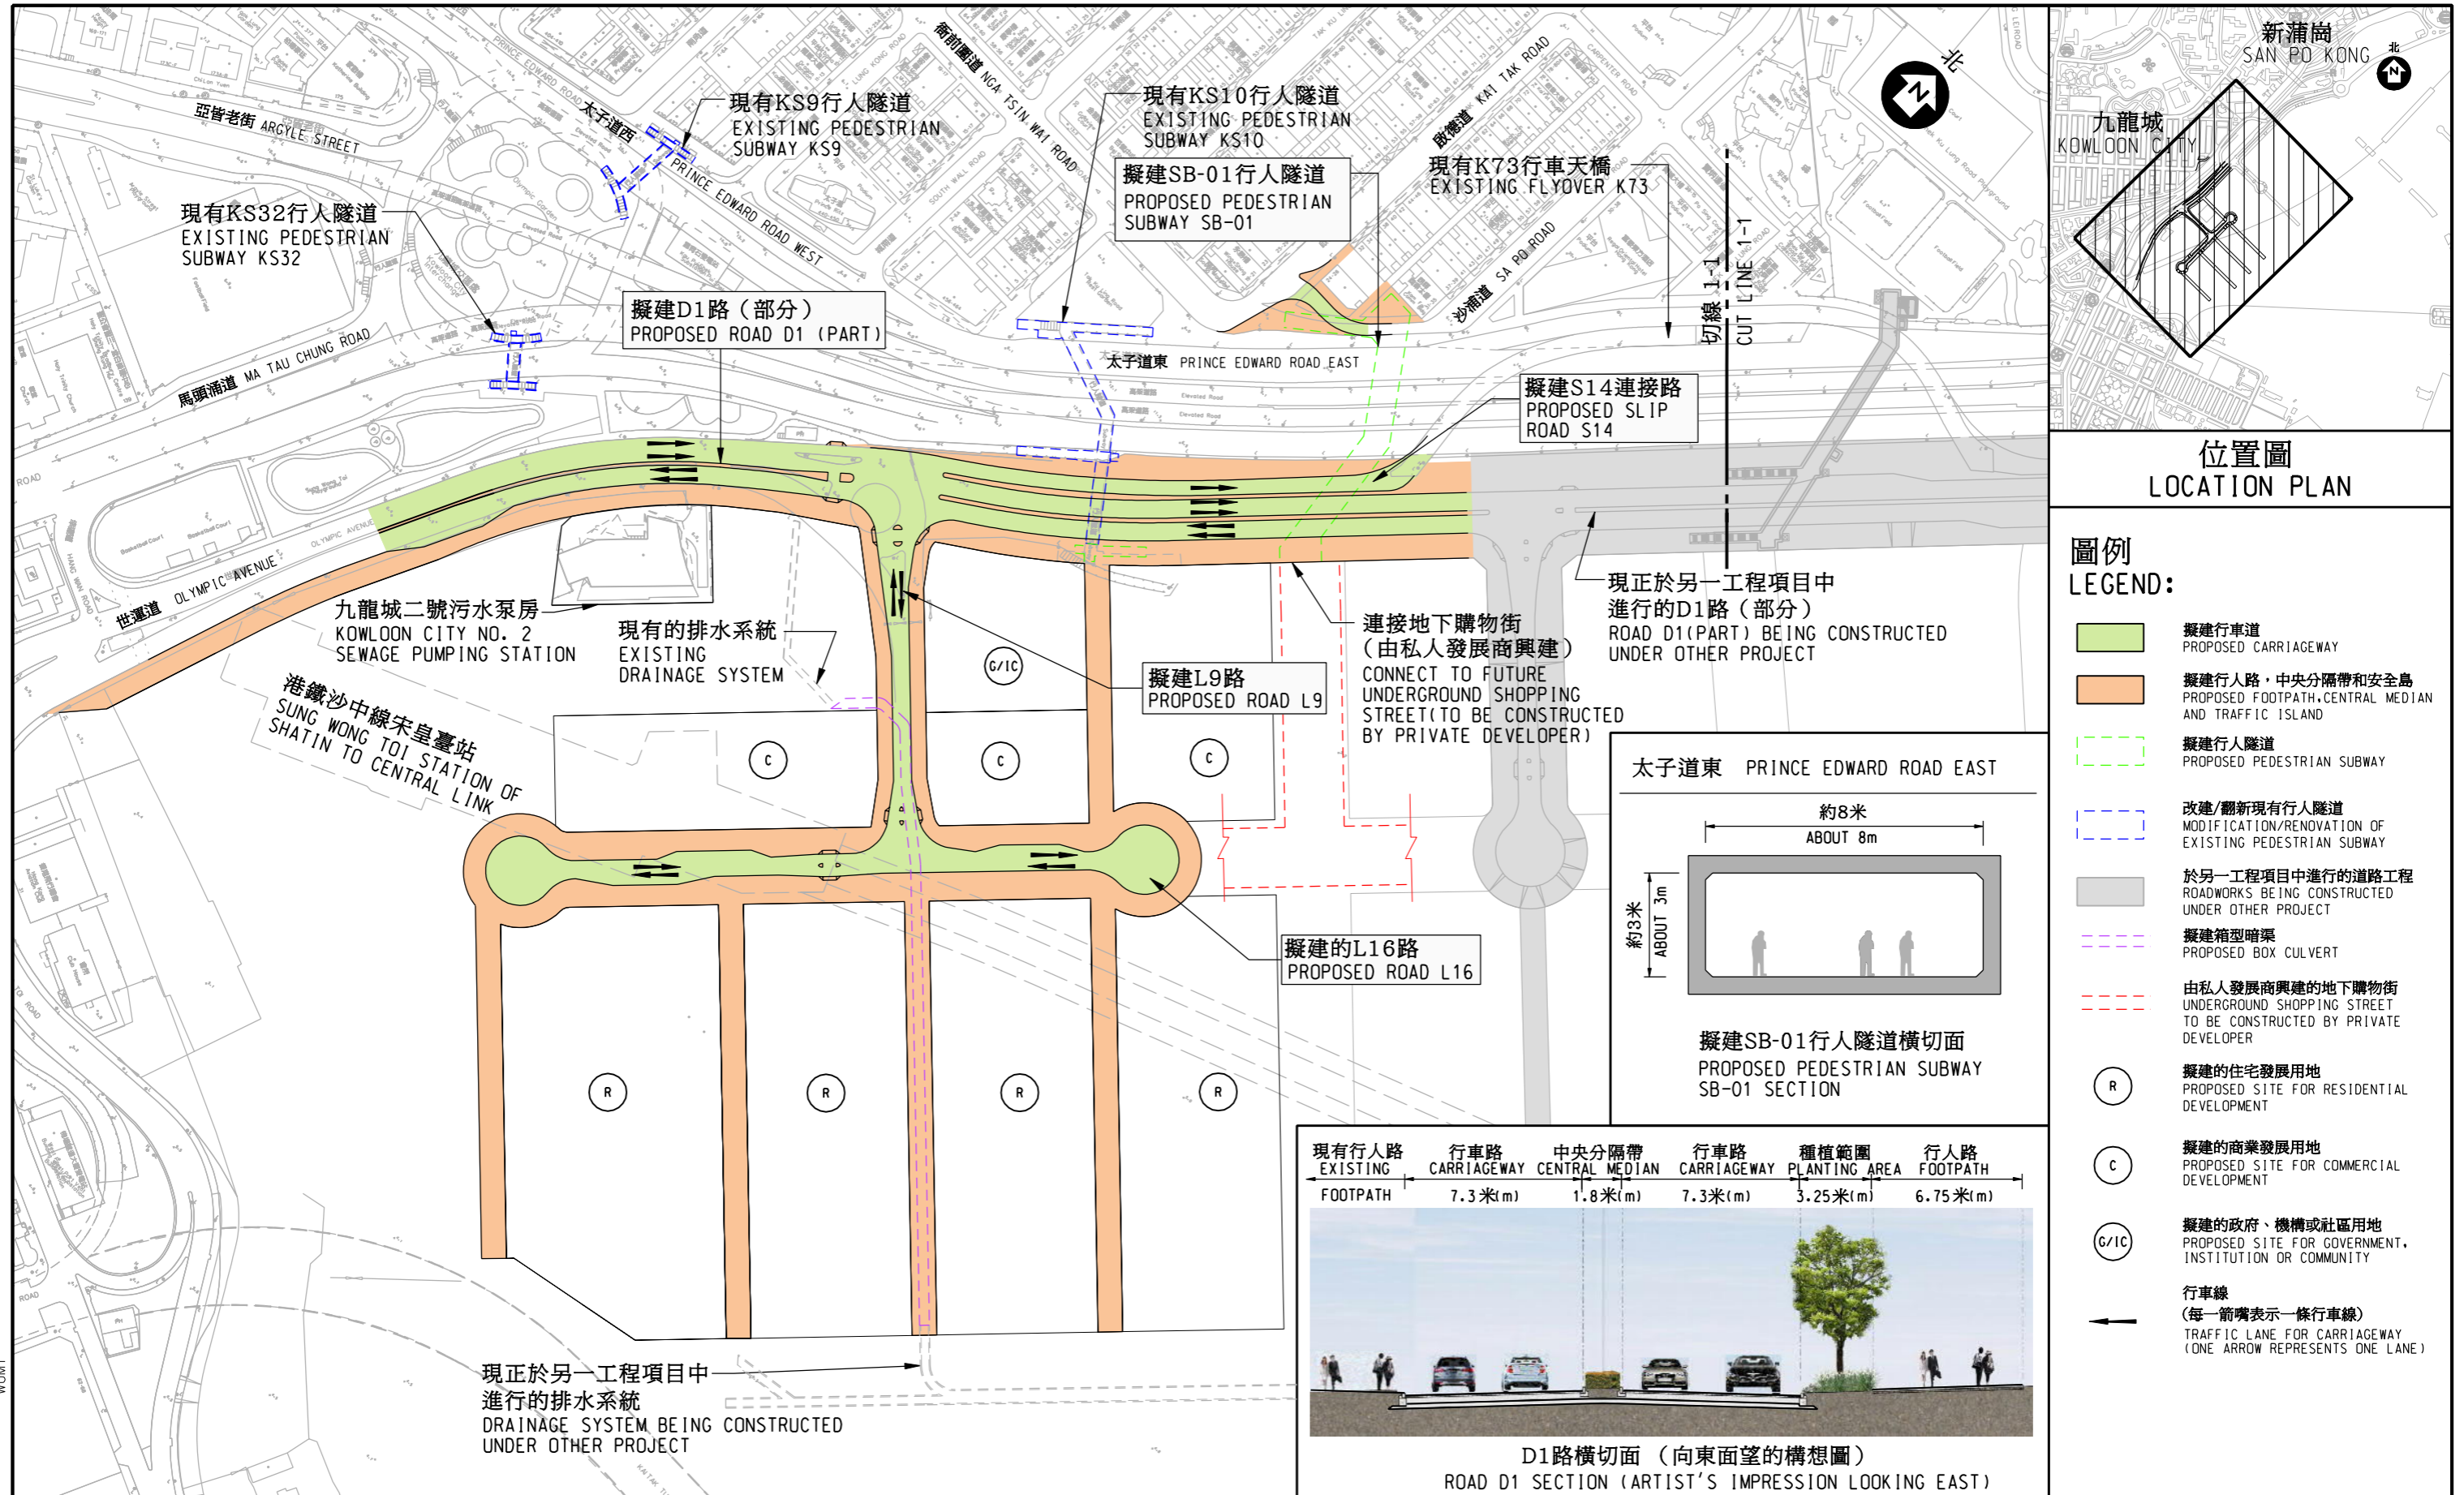 亞皆老街 ARGYLE STREET
太子道西
PRINCE EDWARD ROAD WEST
現有KS9行人隧道
EXISTING PEDESTRIAN
SUBWAY KS9
衙前圍道 NGA TSIN WAI ROAD
現有KS10行人隧道
EXISTING PEDESTRIAN
SUBWAY KS10
擬建SB-01行人隧道
PROPOSED PEDESTRIAN
SUBWAY SB-01
啟德道 KAI TAK ROAD
CARPENTER ROAD
SOUTH WALL ROAD
現有K73行車天橋
EXISTING FLYOVER K73
沙浦道 SA PO ROAD
北
N
切線 1-1
CUT LINE 1-1
現有KS32行人隧道
EXISTING PEDESTRIAN
SUBWAY KS32
擬建D1路（部分）
PROPOSED ROAD D1 (PART)
馬頭涌道 MA TAU CHUNG ROAD
太子道東 PRINCE EDWARD ROAD EAST
Elevated Road
Elevated Road
擬建S14連接路
PROPOSED SLIP
ROAD S14
Basketball Court
Basketball Court
OLYMPIC AVENUE
世運道 OLYMPIC AVENUE
九龍城二號污水泵房
KOWLOON CITY NO. 2
SEWAGE PUMPING STATION
現有的排水系統
EXISTING
DRAINAGE SYSTEM
港鐵沙中線宋皇臺站
SUNG WONG TOI STATION OF
SHATIN TO CENTRAL LINK
擬建L9路
PROPOSED ROAD L9
連接地下購物街
（由私人發展商興建）
CONNECT TO FUTURE
UNDERGROUND SHOPPING
STREET(TO BE CONSTRUCTED
BY PRIVATE DEVELOPER)
現正於另一工程項目中
進行的D1路（部分）
ROAD D1(PART) BEING CONSTRUCTED
UNDER OTHER PROJECT
G/IC
C
C
C
擬建的L16路
PROPOSED ROAD L16
R
R
R
R
現正於另一工程項目中
進行的排水系統
DRAINAGE SYSTEM BEING CONSTRUCTED
UNDER OTHER PROJECT
太子道東 PRINCE EDWARD ROAD EAST
約8米
ABOUT 8m
約3米
ABOUT 3m
擬建SB-01行人隧道橫切面
PROPOSED PEDESTRIAN SUBWAY
SB-01 SECTION
現有行人路 行車路 中央分隔帶 行車路 種植範圍 行人路
EXISTING CARRIAGEWAY CENTRAL MEDIAN CARRIAGEWAY PLANTING AREA FOOTPATH
FOOTPATH 7.3米(m) 1.8米(m) 7.3米(m) 3.25米(m) 6.75米(m)
D1路橫切面 （向東面望的構想圖）
ROAD D1 SECTION (ARTIST'S IMPRESSION LOOKING EAST)
新蒲崗
SAN PO KONG
北
N
九龍城
KOWLOON CITY
位置圖
LOCATION PLAN
圖例
LEGEND:
擬建行車道
PROPOSED CARRIAGEWAY
擬建行人路，中央分隔帶和安全島
PROPOSED FOOTPATH,CENTRAL MEDIAN
AND TRAFFIC ISLAND
擬建行人隧道
PROPOSED PEDESTRIAN SUBWAY
改建/翻新現有行人隧道
MODIFICATION/RENOVATION OF
EXISTING PEDESTRIAN SUBWAY
於另一工程項目中進行的道路工程
ROADWORKS BEING CONSTRUCTED
UNDER OTHER PROJECT
擬建箱型暗渠
PROPOSED BOX CULVERT
由私人發展商興建的地下購物街
UNDERGROUND SHOPPING STREET
TO BE CONSTRUCTED BY PRIVATE
DEVELOPER
R
擬建的住宅發展用地
PROPOSED SITE FOR RESIDENTIAL
DEVELOPMENT
C
擬建的商業發展用地
PROPOSED SITE FOR COMMERCIAL
DEVELOPMENT
G/IC
擬建的政府、機構或社區用地
PROPOSED SITE FOR GOVERNMENT,
INSTITUTION OR COMMUNITY
行車線
(每一箭嘴表示一條行車線)
TRAFFIC LANE FOR CARRIAGEWAY
(ONE ARROW REPRESENTS ONE LANE)